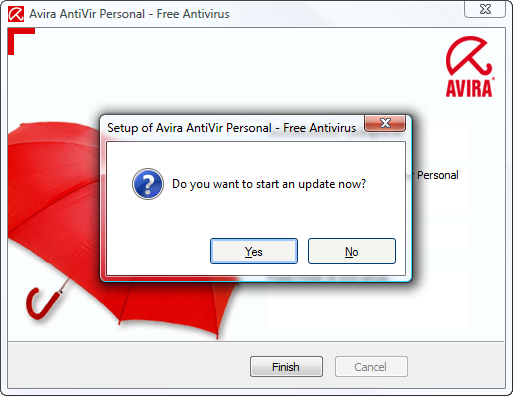 Avira AntiVir Personal - Free Antivirus
AVIRA
Setup of Avira AntiVir Personal - Free Antivirus
Personal
Do you want to start an update now?
Yes
No
Finish
Cancel